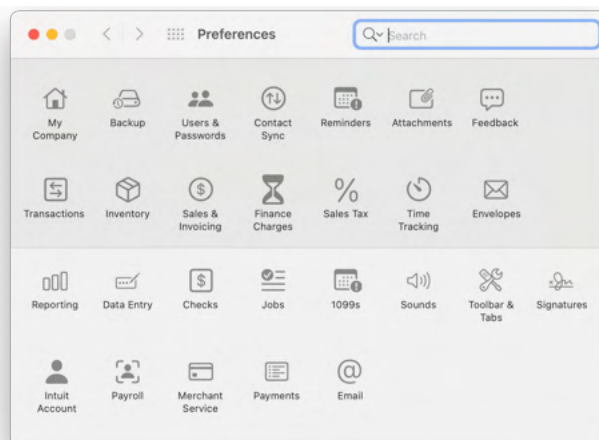 Preferences
Search
My Company
Backup
Users & Passwords
Contact Sync
Reminders
Attachments
Feedback
Transactions
Inventory
Sales & Invoicing
Finance Charges
Sales Tax
Time Tracking
Envelopes
Reporting
Data Entry
Checks
Jobs
1099s
Sounds
Toolbar & Tabs
Signatures
Intuit Account
Payroll
Merchant Service
Payments
Email